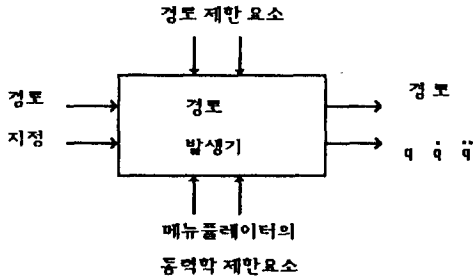 경로 제한 요소
경로
지정
경로
발생기
경로
q q̇ q̈
메뉴플레이터의
동력학 제한요소